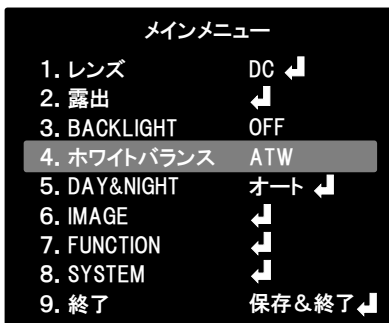 メインメニュー
1. レンズ DC ↲
2. 露出 ↲
3. BACKLIGHT OFF
4. ホワイトバランス ATW
5. DAY&NIGHT オート ↲
6. IMAGE ↲
7. FUNCTION ↲
8. SYSTEM ↲
9. 終了 保存&終了↲